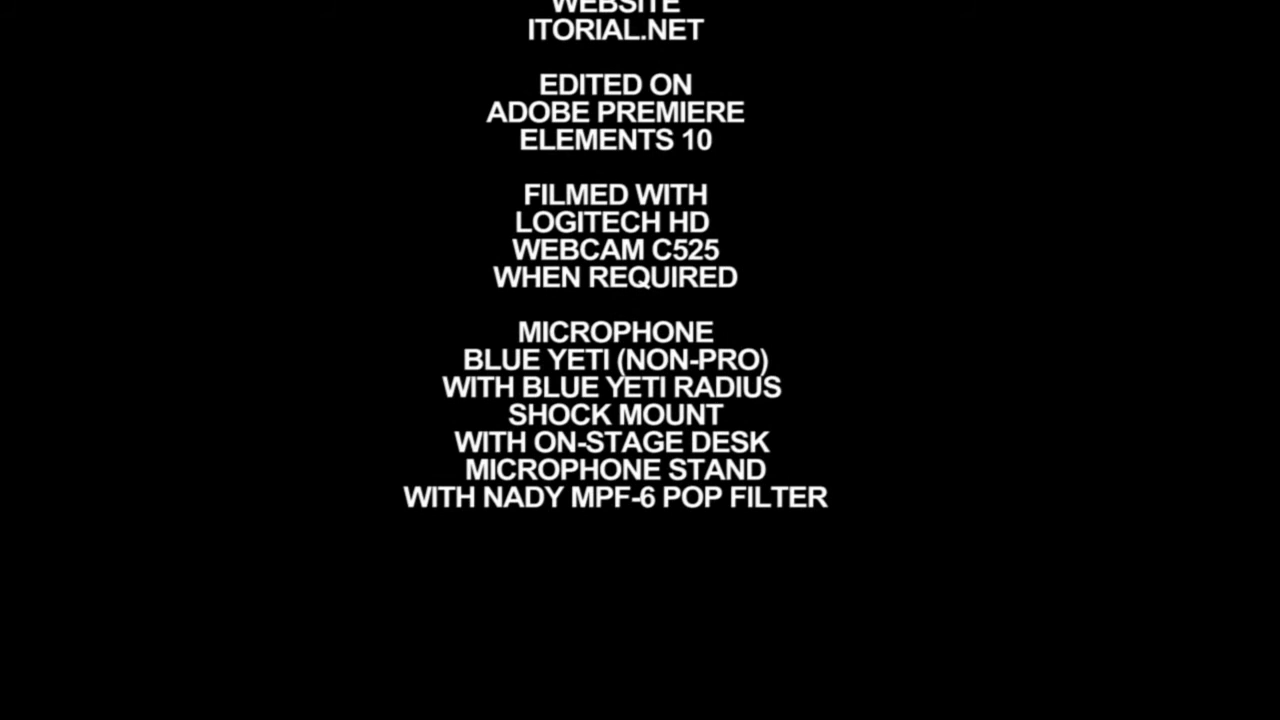 WEBSITE
ITORIAL.NET
EDITED ON
ADOBE PREMIERE
ELEMENTS 10
FILMED WITH
LOGITECH HD
WEBCAM C525
WHEN REQUIRED
MICROPHONE
BLUE YETI (NON-PRO)
WITH BLUE YETI RADIUS
SHOCK MOUNT
WITH ON-STAGE DESK
MICROPHONE STAND
WITH NADY MPF-6 POP FILTER